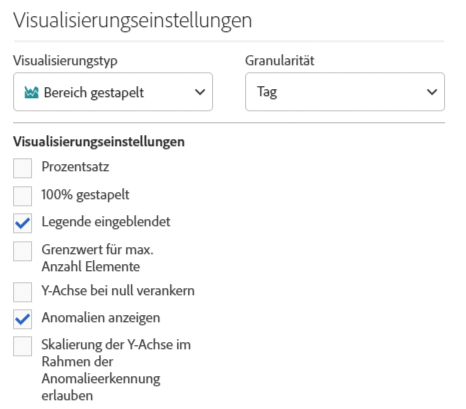 Visualisierungseinstellungen
Visualisierungstyp
Granularität
Bereich gestapelt
Tag
Visualisierungseinstellungen
Prozentsatz
100% gestapelt
Legende eingeblendet
Grenzwert für max.
Anzahl Elemente
Y-Achse bei null verankern
Anomalien anzeigen
Skalierung der Y-Achse im
Rahmen der
Anomalieerkennung
erlauben